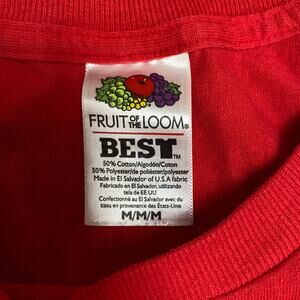 FRUIT OF THE LOOM®
BEST™
50% Cotton/Algodón/Coton
50% Polyester/de poliéster/polyester
Made in El Salvador of U.S.A fabric
Fabricado en El Salvador, utilizando
tela de EE.UU.
Confectionné au El Salvador avec du
tissu en provenance des États-Unis
M/M/M